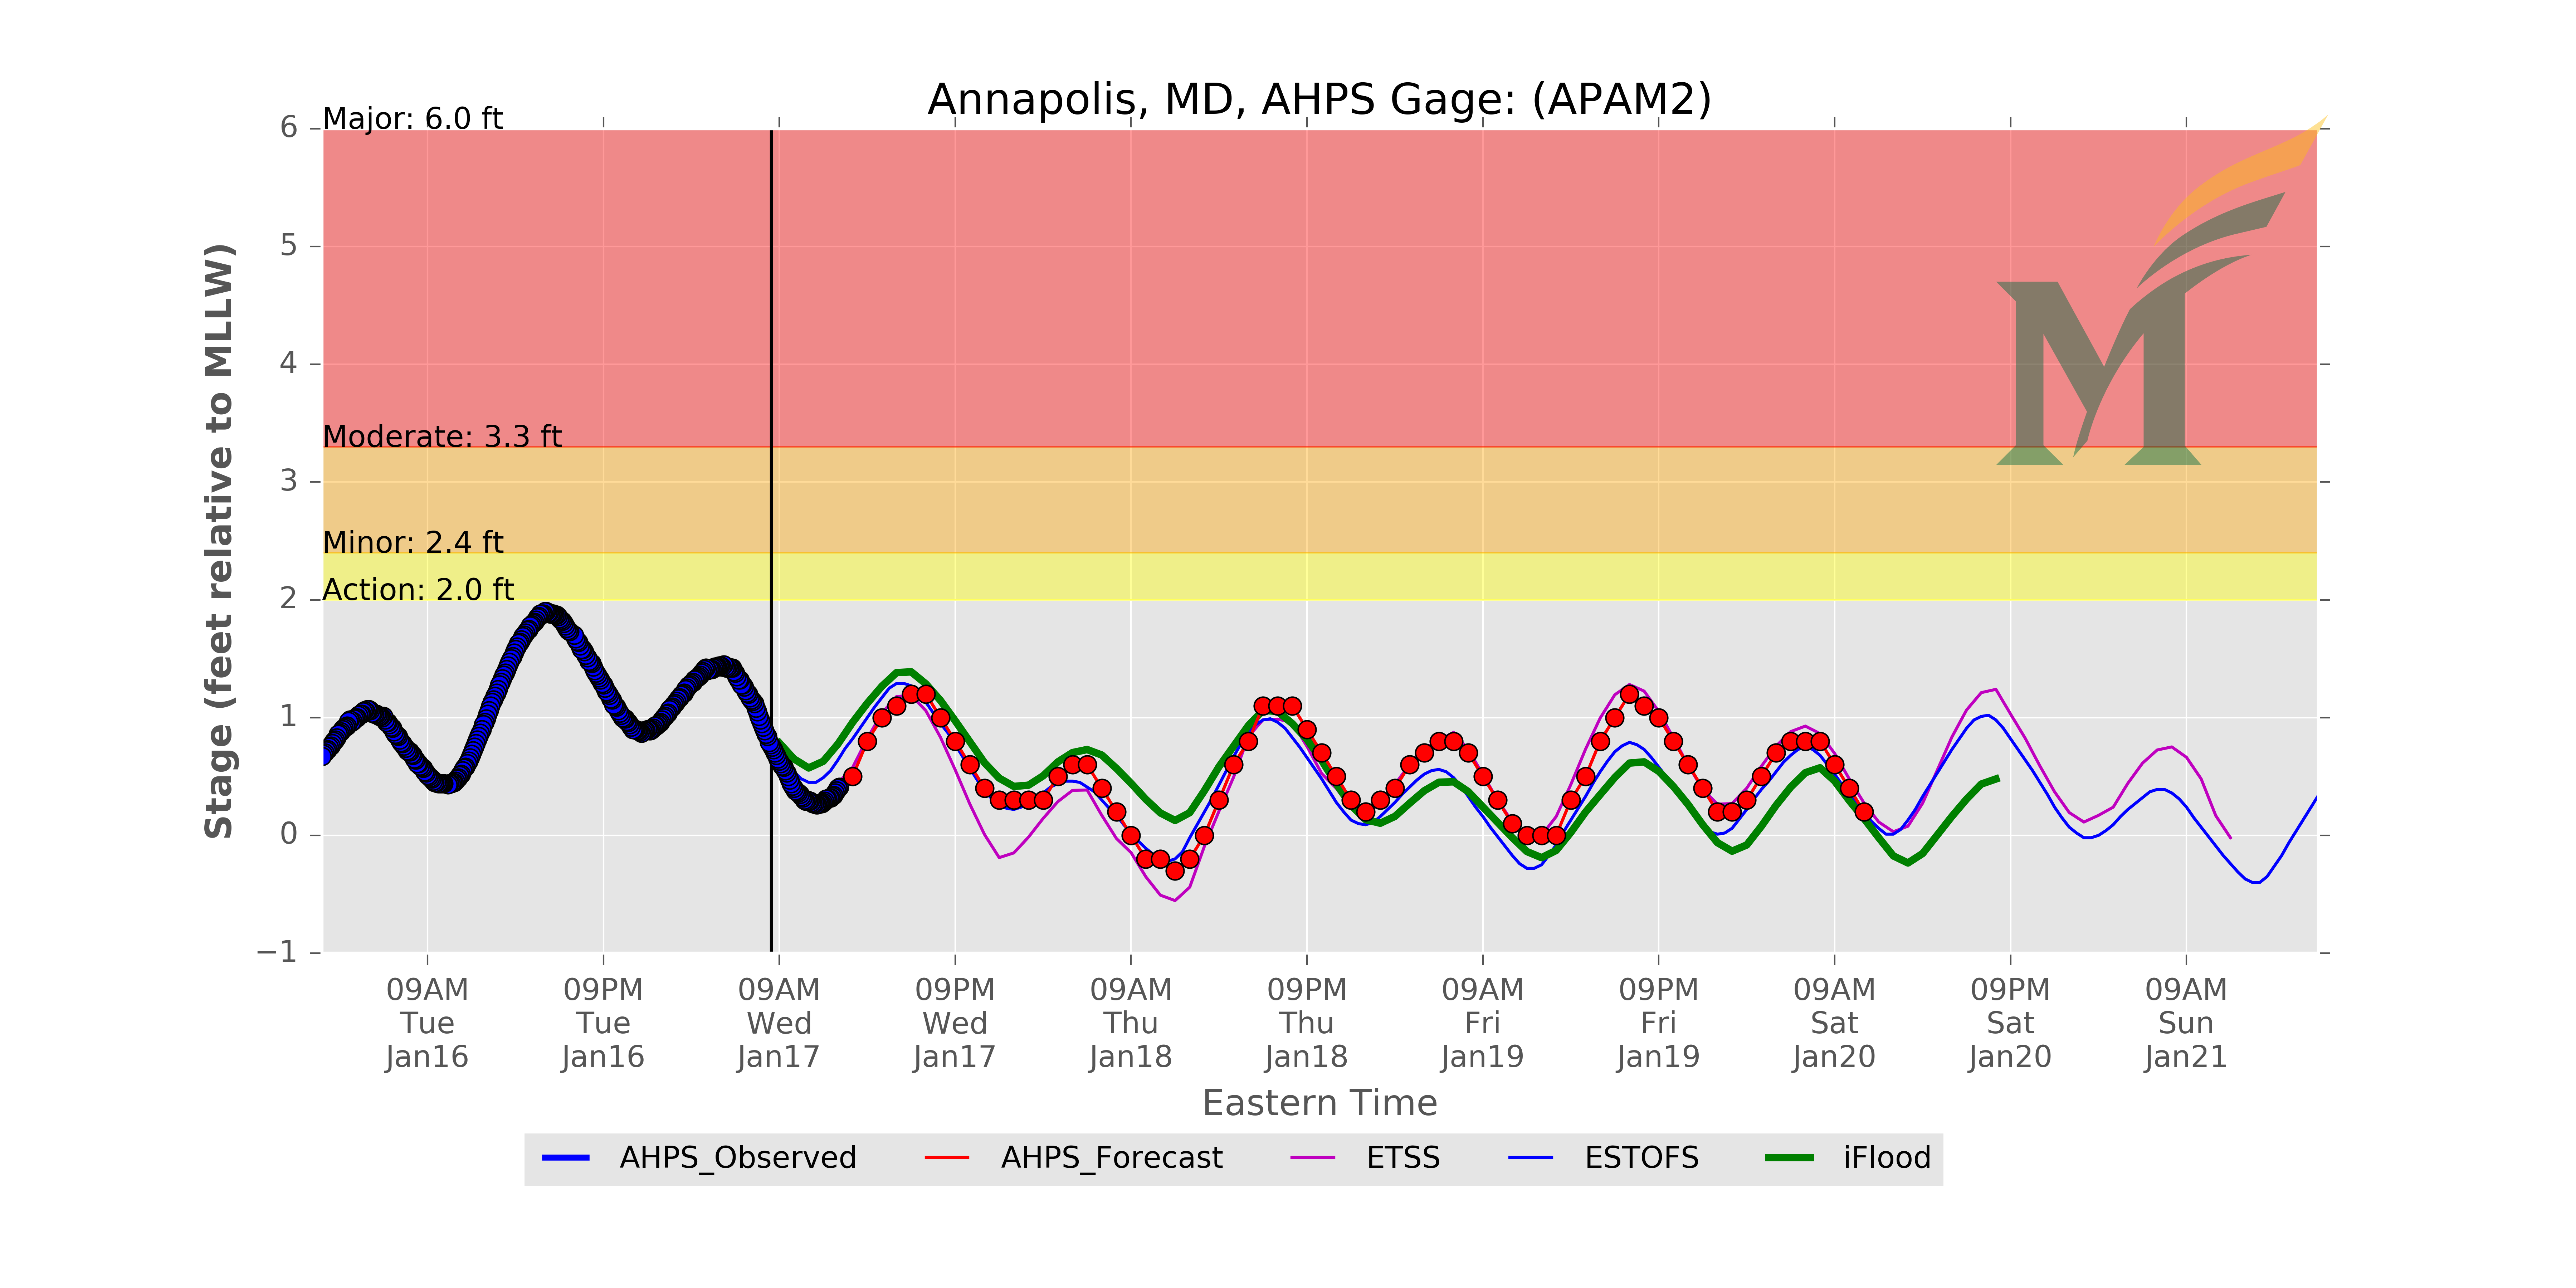 Annapolis, MD, AHPS Gage: (APAM2)
Major: 6.0 ft
Moderate: 3.3 ft
Minor: 2.4 ft
Action: 2.0 ft
Stage (feet relative to MLLW)
6
5
4
3
2
1
0
−1
09AM
Tue
Jan16
09PM
Tue
Jan16
09AM
Wed
Jan17
09PM
Wed
Jan17
09AM
Thu
Jan18
09PM
Thu
Jan18
09AM
Fri
Jan19
09PM
Fri
Jan19
09AM
Sat
Jan20
09PM
Sat
Jan20
09AM
Sun
Jan21
Eastern Time
AHPS_Observed AHPS_Forecast ETSS ESTOFS iFlood